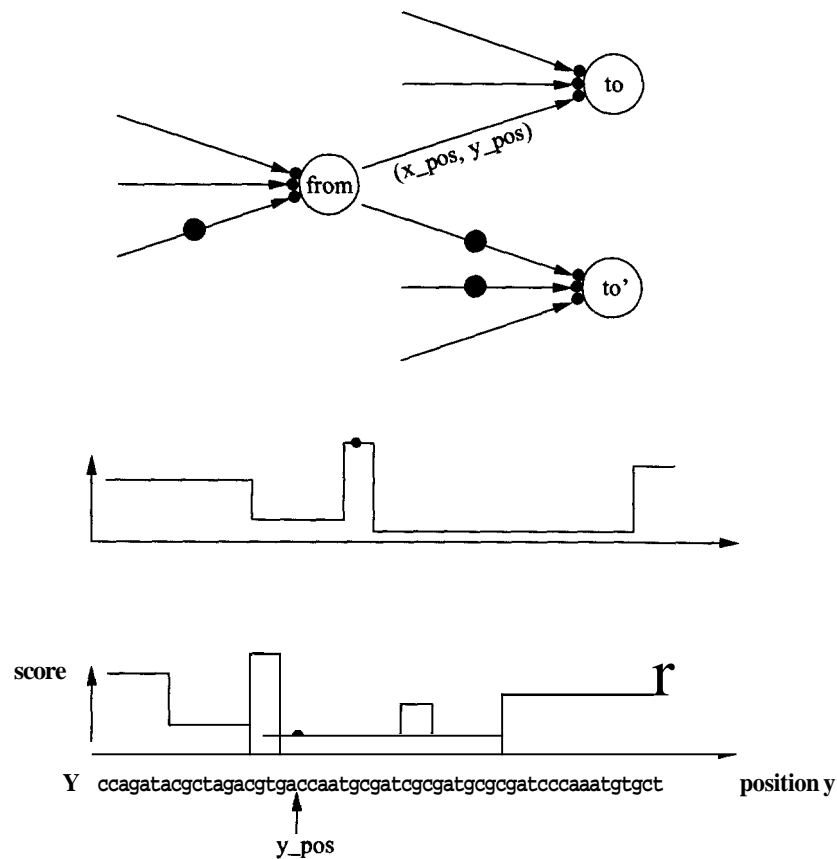 to
(x_pos, y_pos)
from
to'
score
r
Y ccagatacgctagacgtgaccaatgcgatcgcgatgcgcgatcccaaatgtgct position y
y_pos